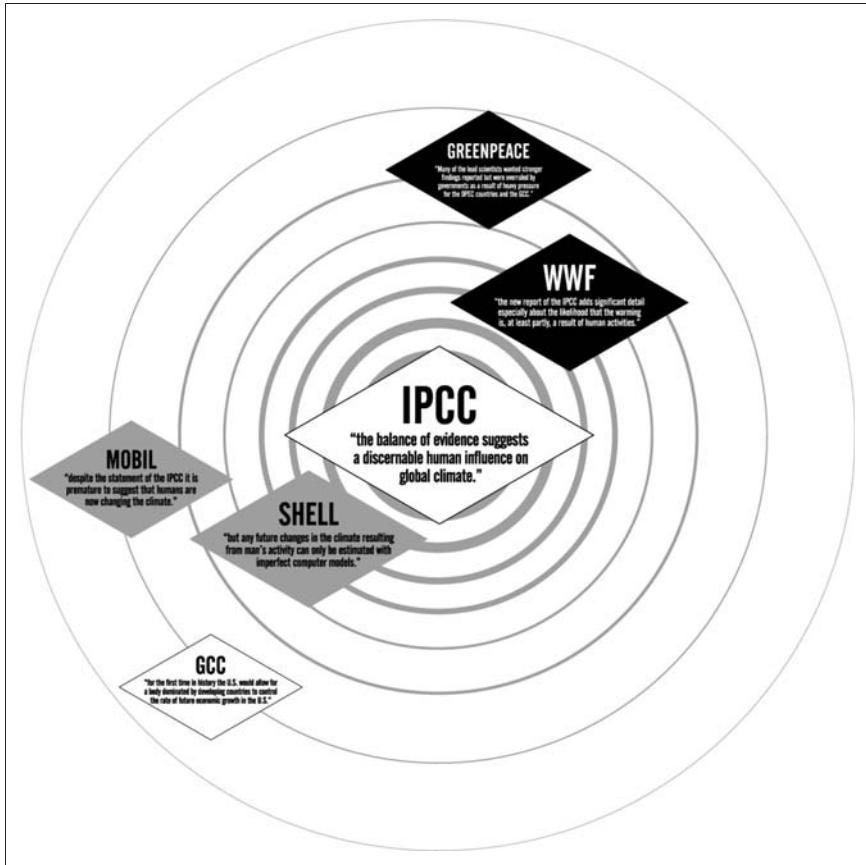 GREENPEACE
"Many of the lead scientists wanted stronger
findings reported but were overruled by
governments as a result of heavy pressure
for the OPEC countries and the GCC."
WWF
"the new report of the IPCC adds significant detail
especially about the likelihood that the warming
is, at least partly, a result of human activities."
IPCC
“the balance of evidence suggests
a discernable human influence on
global climate.”
MOBIL
"despite the statement of the IPCC it is
premature to suggest that humans are
now changing the climate."
SHELL
"but any future changes in the climate resulting
from man's activity can only be estimated with
imperfect computer models."
GCC
"for the first time in history the U.S. would allow for
a body dominated by developing countries to control
the rate of future economic growth in the U.S."